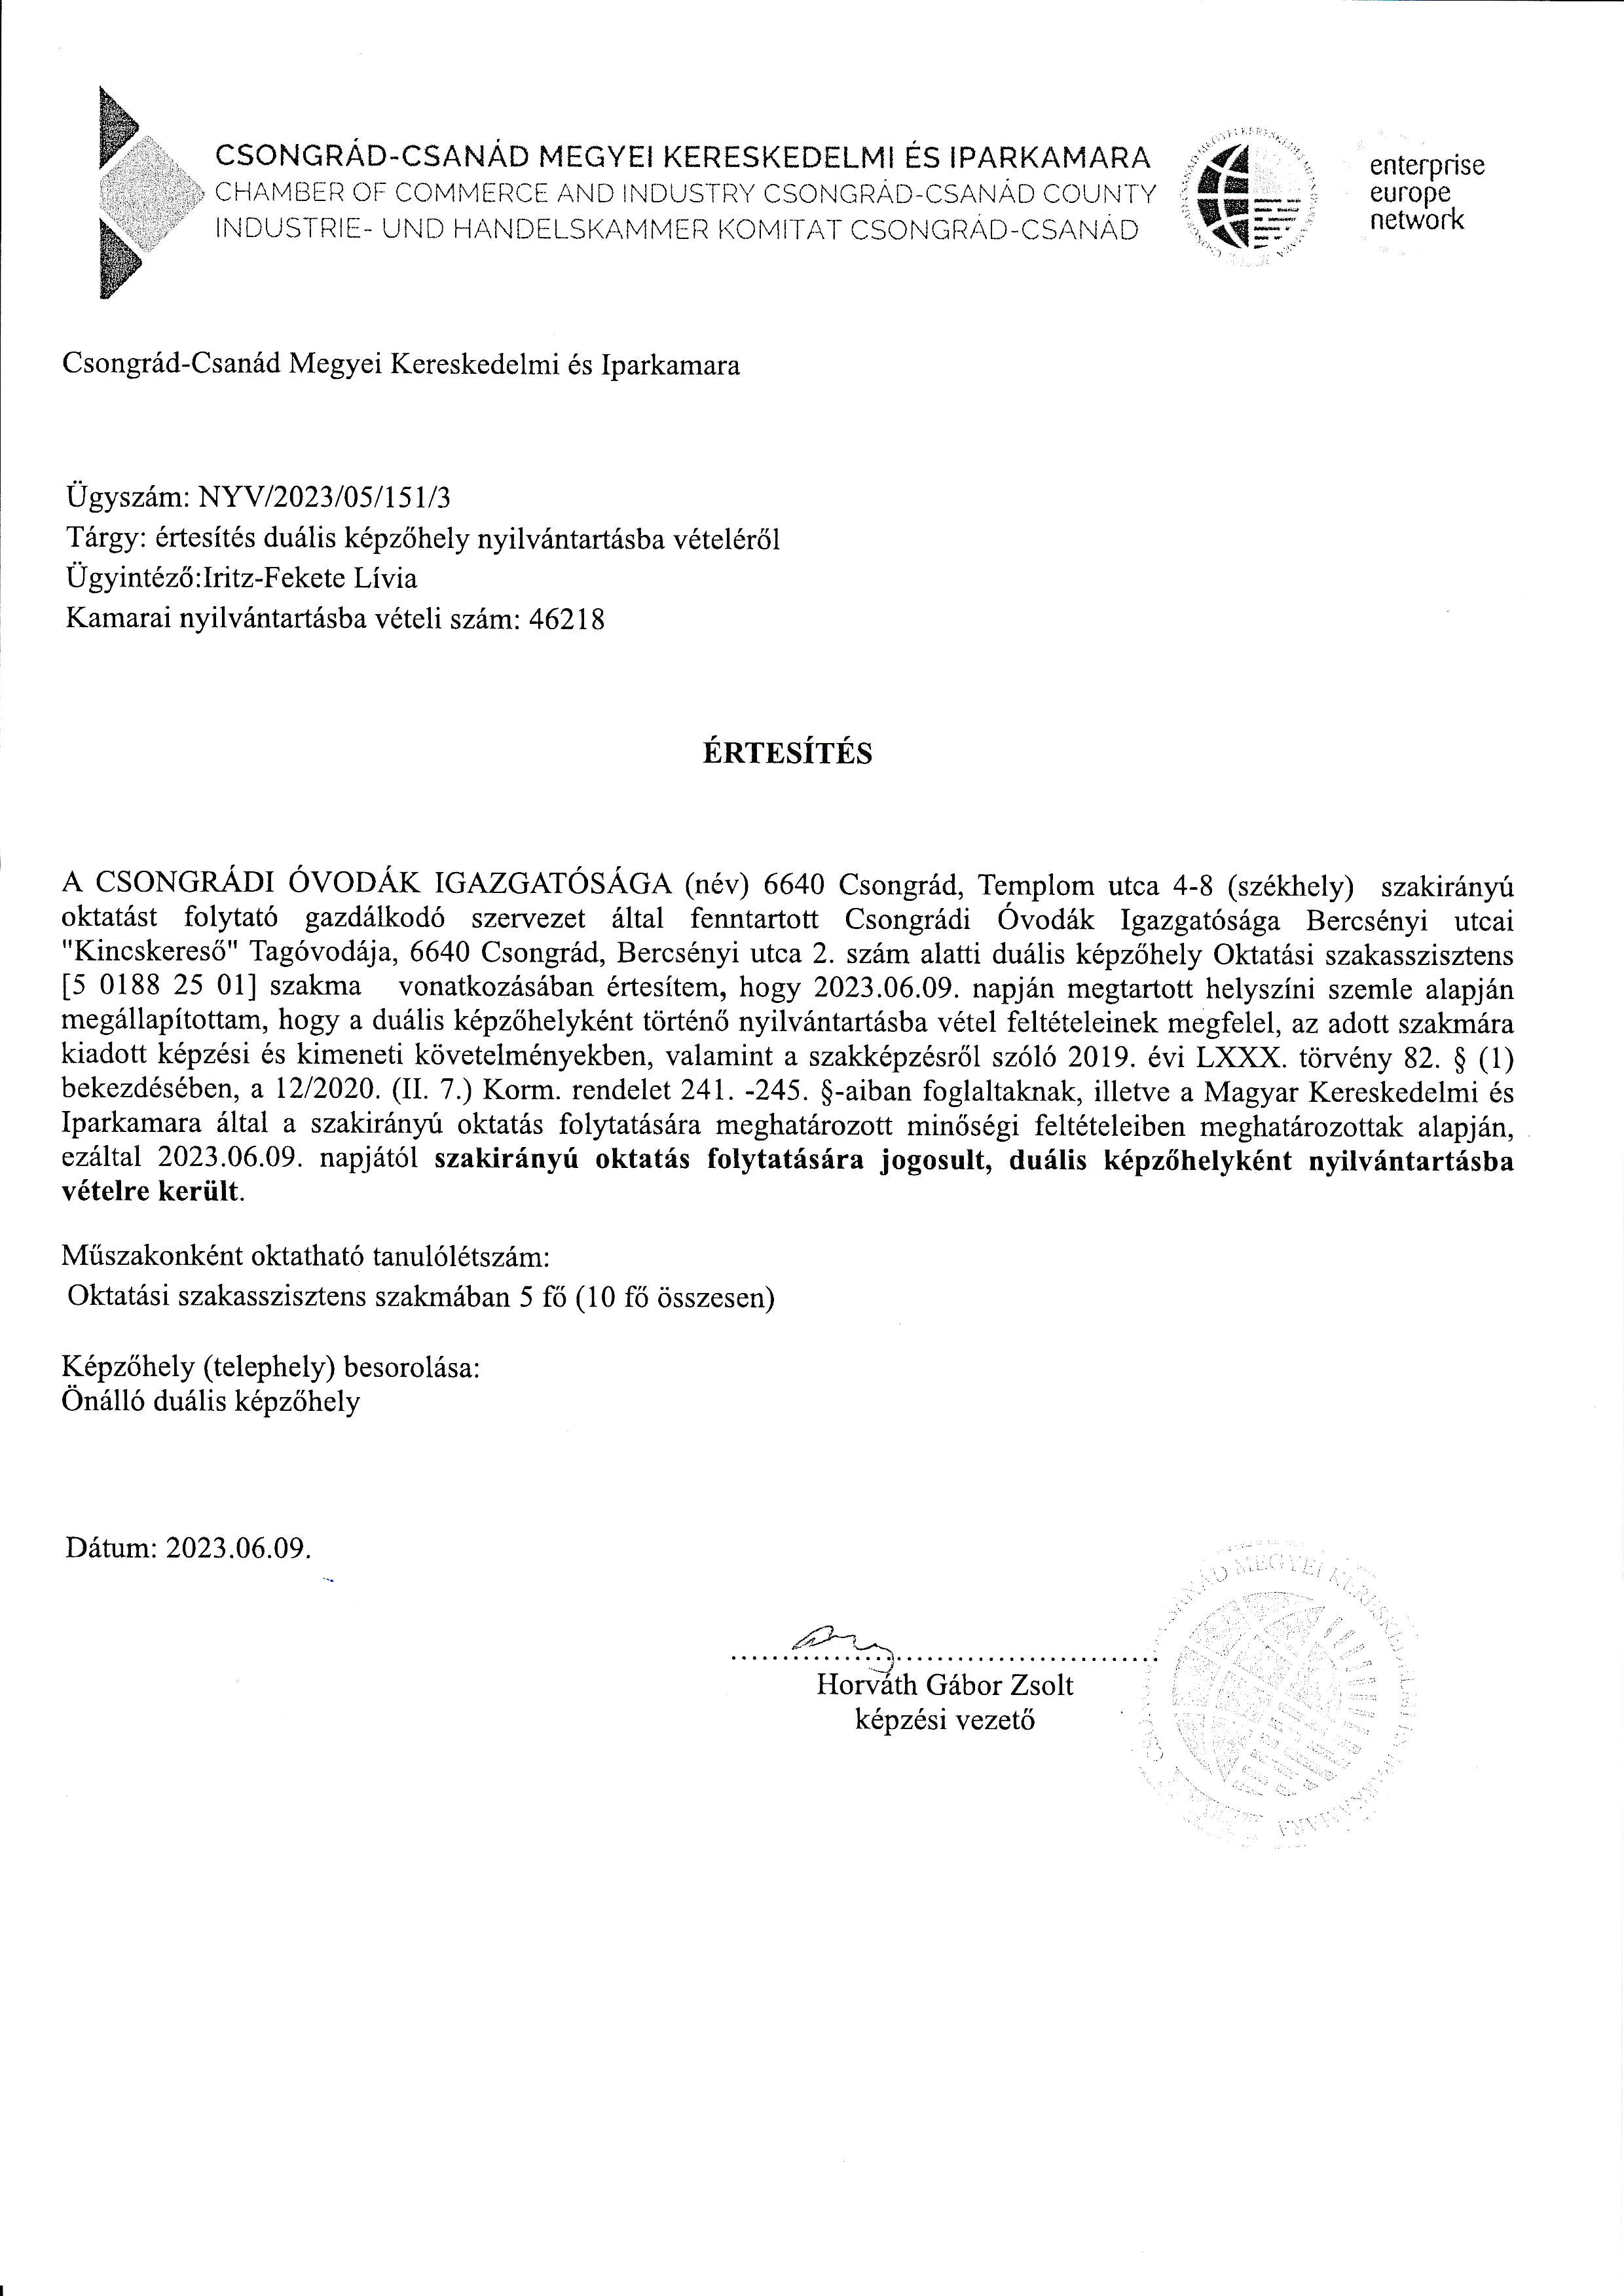 CSONGRÁD-CSANÁD MEGYEI KERESKEDELMI ÉS IPARKAMARA
CHAMBER OF COMMERCE AND INDUSTRY CSONGRÁD-CSANÁD COUNTY
INDUSTRIE- UND HANDELSKAMMER KOMITAT CSONGRÁD-CSANÁD
enterprise
europe
network
Csongrád-Csanád Megyei Kereskedelmi és Iparkamara
Ügyszám: NYV/2023/05/151/3
Tárgy: értesítés duális képzőhely nyilvántartásba vételéről
Ügyintéző:Iritz-Fekete Lívia
Kamarai nyilvántartásba vételi szám: 46218
ÉRTESÍTÉS
A CSONGRÁDI ÓVODÁK IGAZGATÓSÁGA (név) 6640 Csongrád, Templom utca 4-8 (székhely) szakirányú
oktatást folytató gazdálkodó szervezet által fenntartott Csongrádi Óvodák Igazgatósága Bercsényi utcai
"Kincskereső" Tagóvodája, 6640 Csongrád, Bercsényi utca 2. szám alatti duális képzőhely Oktatási szakasszisztens
[5 0188 25 01] szakma vonatkozásában értesítem, hogy 2023.06.09. napján megtartott helyszíni szemle alapján
megállapítottam, hogy a duális képzőhelyként történő nyilvántartásba vétel feltételeinek megfelel, az adott szakmára
kiadott képzési és kimeneti követelményekben, valamint a szakképzésről szóló 2019. évi LXXX. törvény 82. § (1)
bekezdésében, a 12/2020. (II. 7.) Korm. rendelet 241. -245. §-aiban foglaltaknak, illetve a Magyar Kereskedelmi és
Iparkamara által a szakirányú oktatás folytatására meghatározott minőségi feltételeiben meghatározottak alapján,
ezáltal 2023.06.09. napjától szakirányú oktatás folytatására jogosult, duális képzőhelyként nyilvántartásba
vételre került.
Műszakonként oktatható tanulólétszám:
Oktatási szakasszisztens szakmában 5 fő (10 fő összesen)
Képzőhely (telephely) besorolása:
Önálló duális képzőhely
Dátum: 2023.06.09.
Horváth Gábor Zsolt
képzési vezető